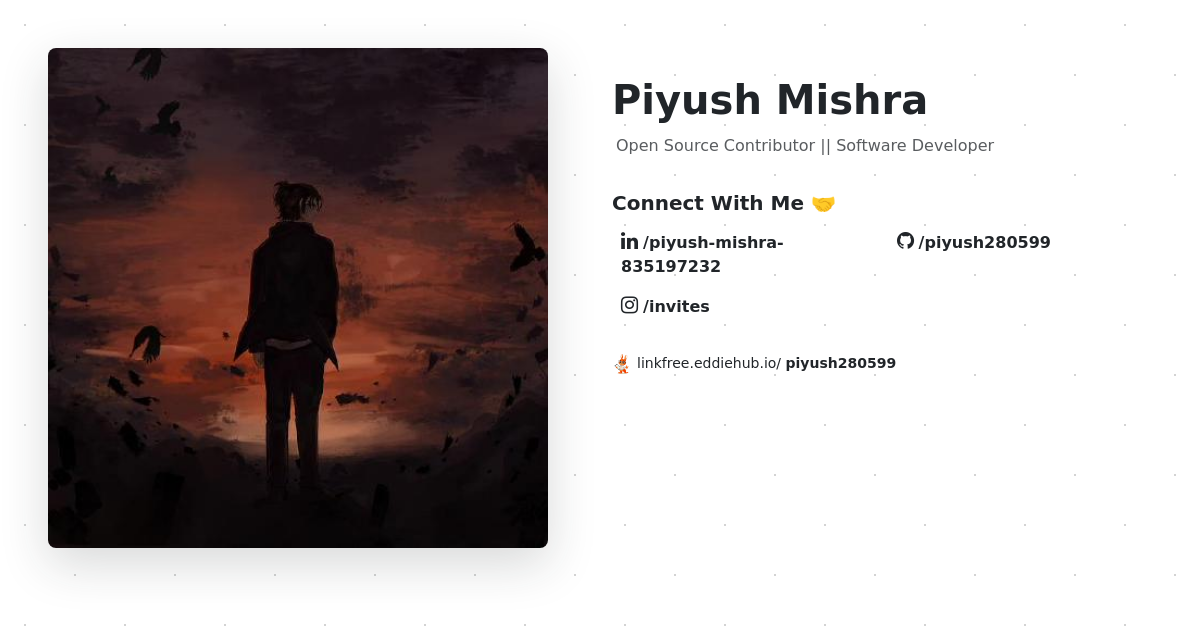 Piyush Mishra
Open Source Contributor || Software Developer
Connect With Me 🤝
/piyush-mishra-835197232
/piyush280599
/invites
linkfree.eddiehub.io/ piyush280599